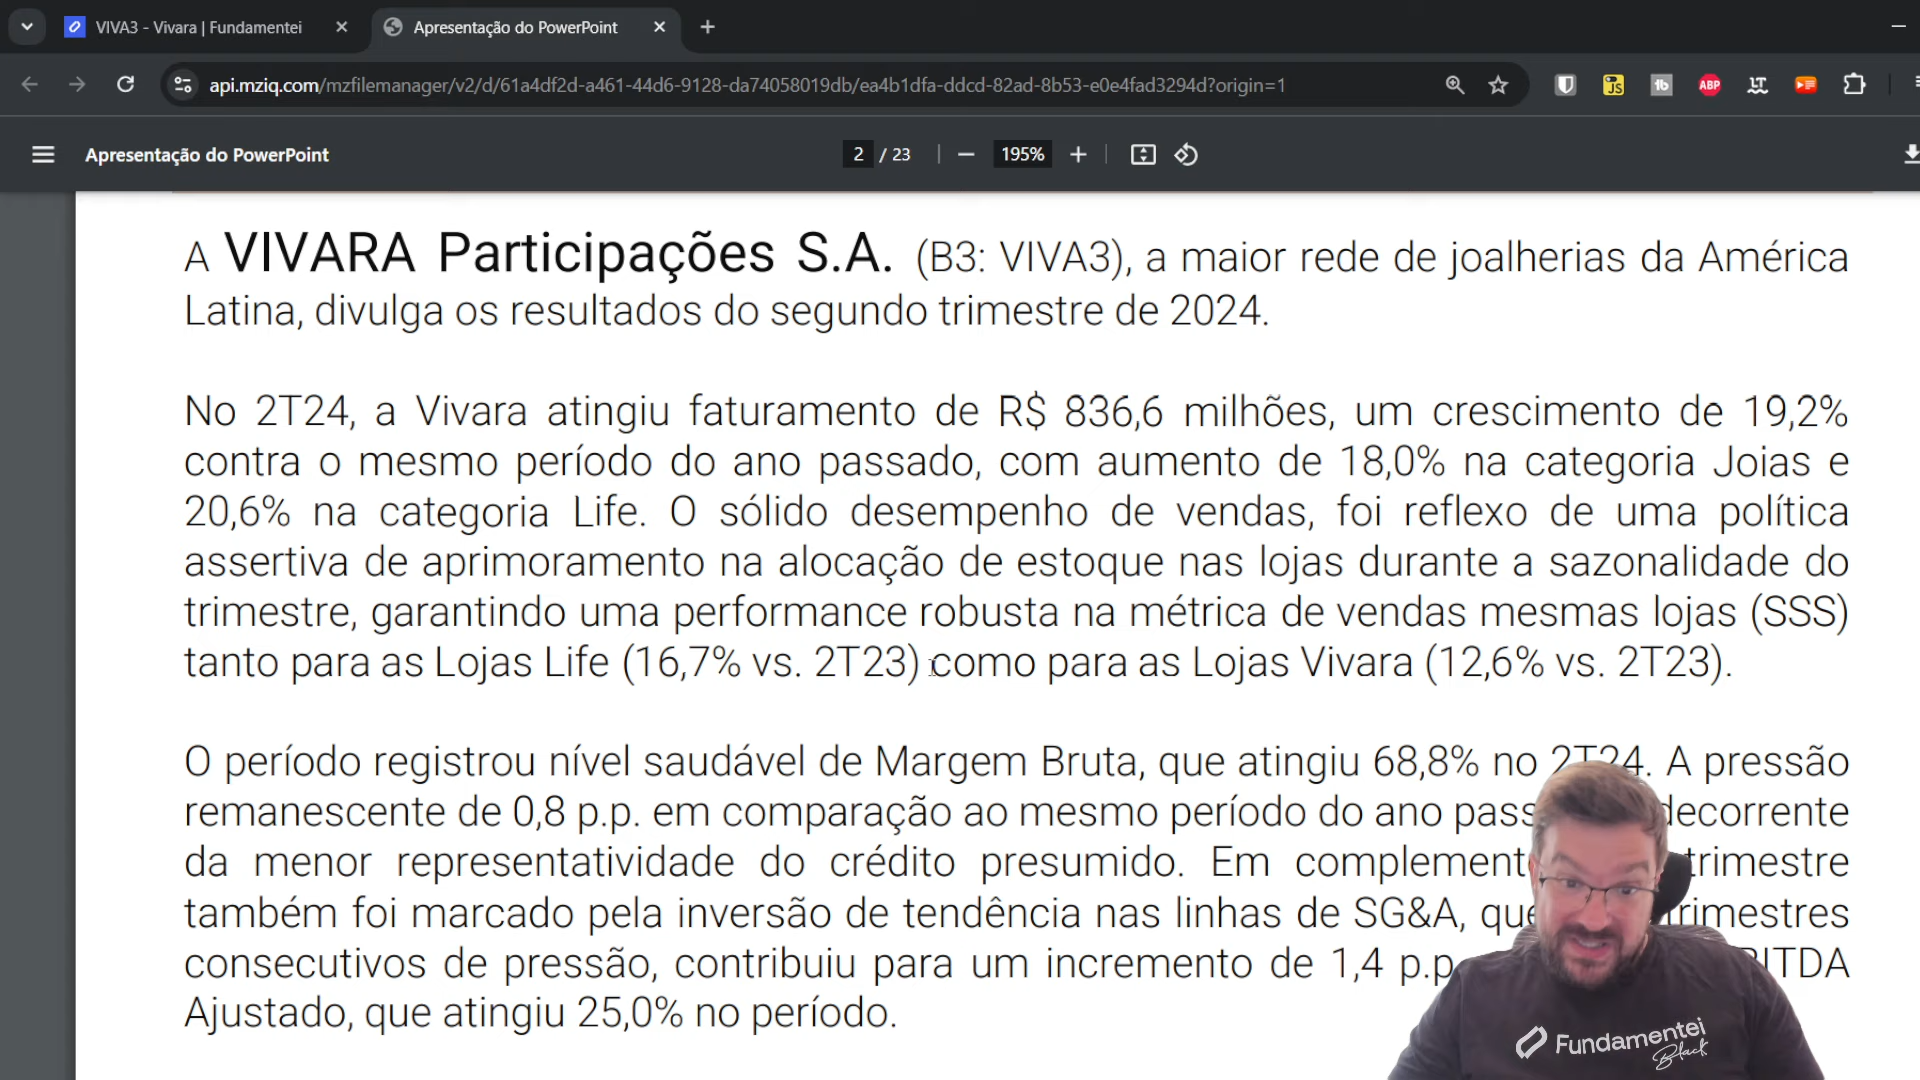 VIVA3 - Vivara | Fundamentei
Apresentação do PowerPoint
api.mziq.com/mzfilemanager/v2/d/61a4df2d-a461-44d6-9128-da74058019db/ea4b1dfa-ddcd-82ad-8b53-e0e4fad3294d?origin=1
JS
tb
ABP
LT
Apresentação do PowerPoint
2 / 23
195%
A VIVARA Participações S.A. (B3: VIVA3), a maior rede de joalherias da América
Latina, divulga os resultados do segundo trimestre de 2024.
No 2T24, a Vivara atingiu faturamento de R$ 836,6 milhões, um crescimento de 19,2%
contra o mesmo período do ano passado, com aumento de 18,0% na categoria Joias e
20,6% na categoria Life. O sólido desempenho de vendas, foi reflexo de uma política
assertiva de aprimoramento na alocação de estoque nas lojas durante a sazonalidade do
trimestre, garantindo uma performance robusta na métrica de vendas mesmas lojas (SSS)
tanto para as Lojas Life (16,7% vs. 2T23) como para as Lojas Vivara (12,6% vs. 2T23).
O período registrou nível saudável de Margem Bruta, que atingiu 68,8% no 2T24. A pressão
remanescente de 0,8 p.p. em comparação ao mesmo período do ano pass decorrente
da menor representatividade do crédito presumido. Em complement trimestre
também foi marcado pela inversão de tendência nas linhas de SG&A, que trimestres
consecutivos de pressão, contribuiu para um incremento de 1,4 p.p BITDA
Ajustado, que atingiu 25,0% no período.
Fundamentei
Black